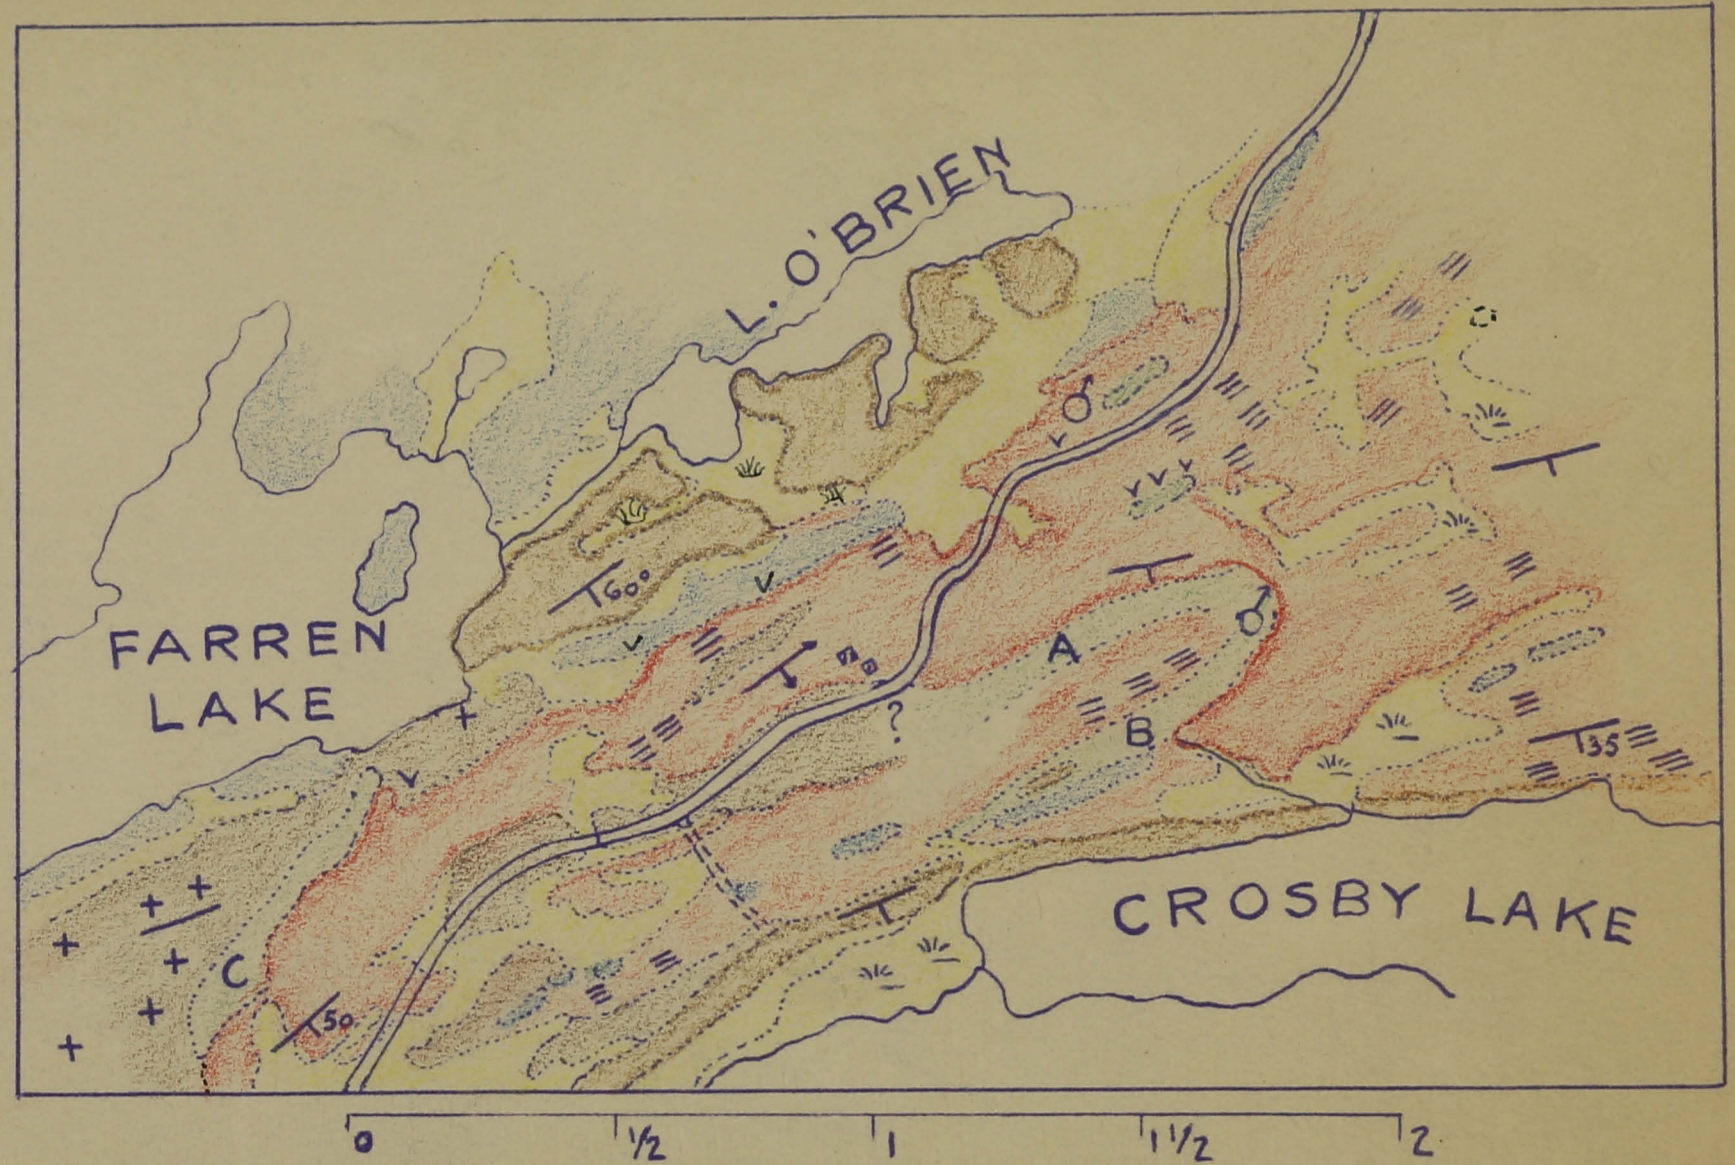 L. O'BRIEN
60°
FARREN
LAKE
A
?
B
35
CROSBY LAKE
C
50
0 1/2 1 1 1/2 2